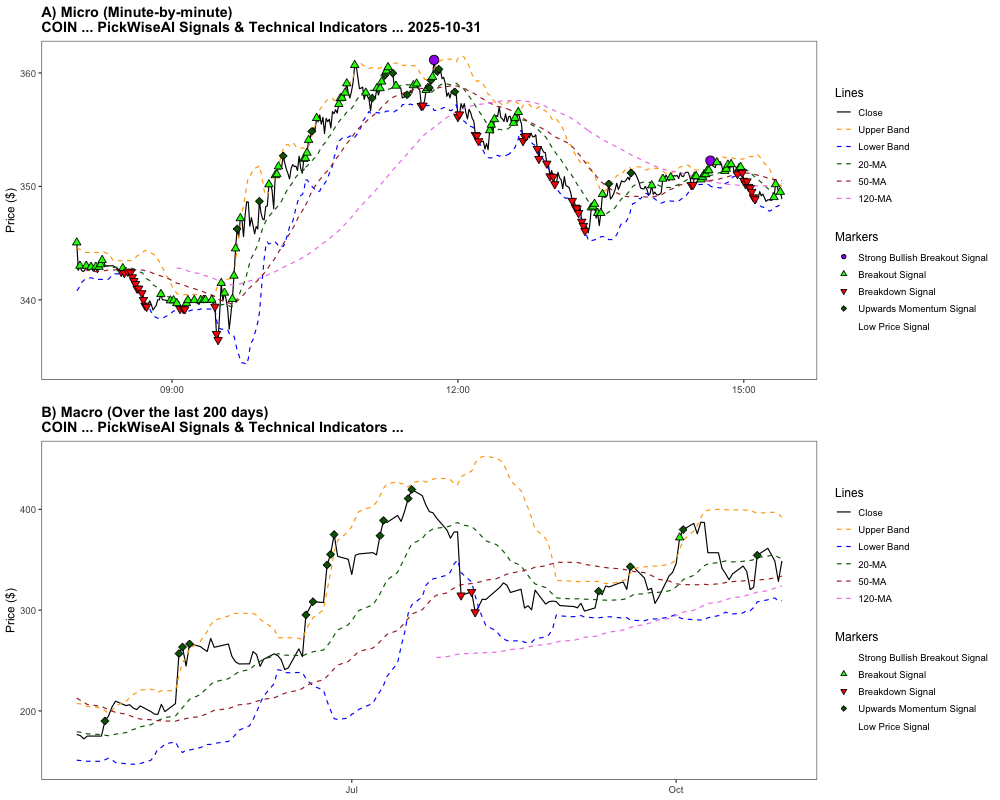 A) Micro (Minute-by-minute)
COIN ... PickWiseAI Signals & Technical Indicators ... 2025-10-31
Price ($)
360
350
340
09:00
12:00
15:00
Lines
Close
Upper Band
Lower Band
20-MA
50-MA
120-MA
Markers
Strong Bullish Breakout Signal
Breakout Signal
Breakdown Signal
Upwards Momentum Signal
Low Price Signal
B) Macro (Over the last 200 days)
COIN ... PickWiseAI Signals & Technical Indicators ...
Price ($)
400
300
200
Jul
Oct
Lines
Close
Upper Band
Lower Band
20-MA
50-MA
120-MA
Markers
Strong Bullish Breakout Signal
Breakout Signal
Breakdown Signal
Upwards Momentum Signal
Low Price Signal